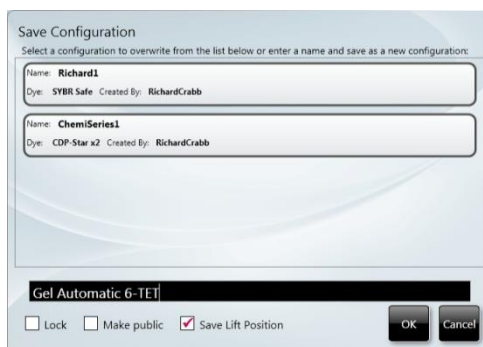 Save Configuration
Select a configuration to overwrite from the list below or enter a name and save as a new configuration:
Name: Richard1
Dye: SYBR Safe Created By: RichardCrabb
Name: ChemiSeries1
Dye: CDP-Star x2 Created By: RichardCrabb
Gel Automatic 6-TET
Lock Make public Save Lift Position OK Cancel